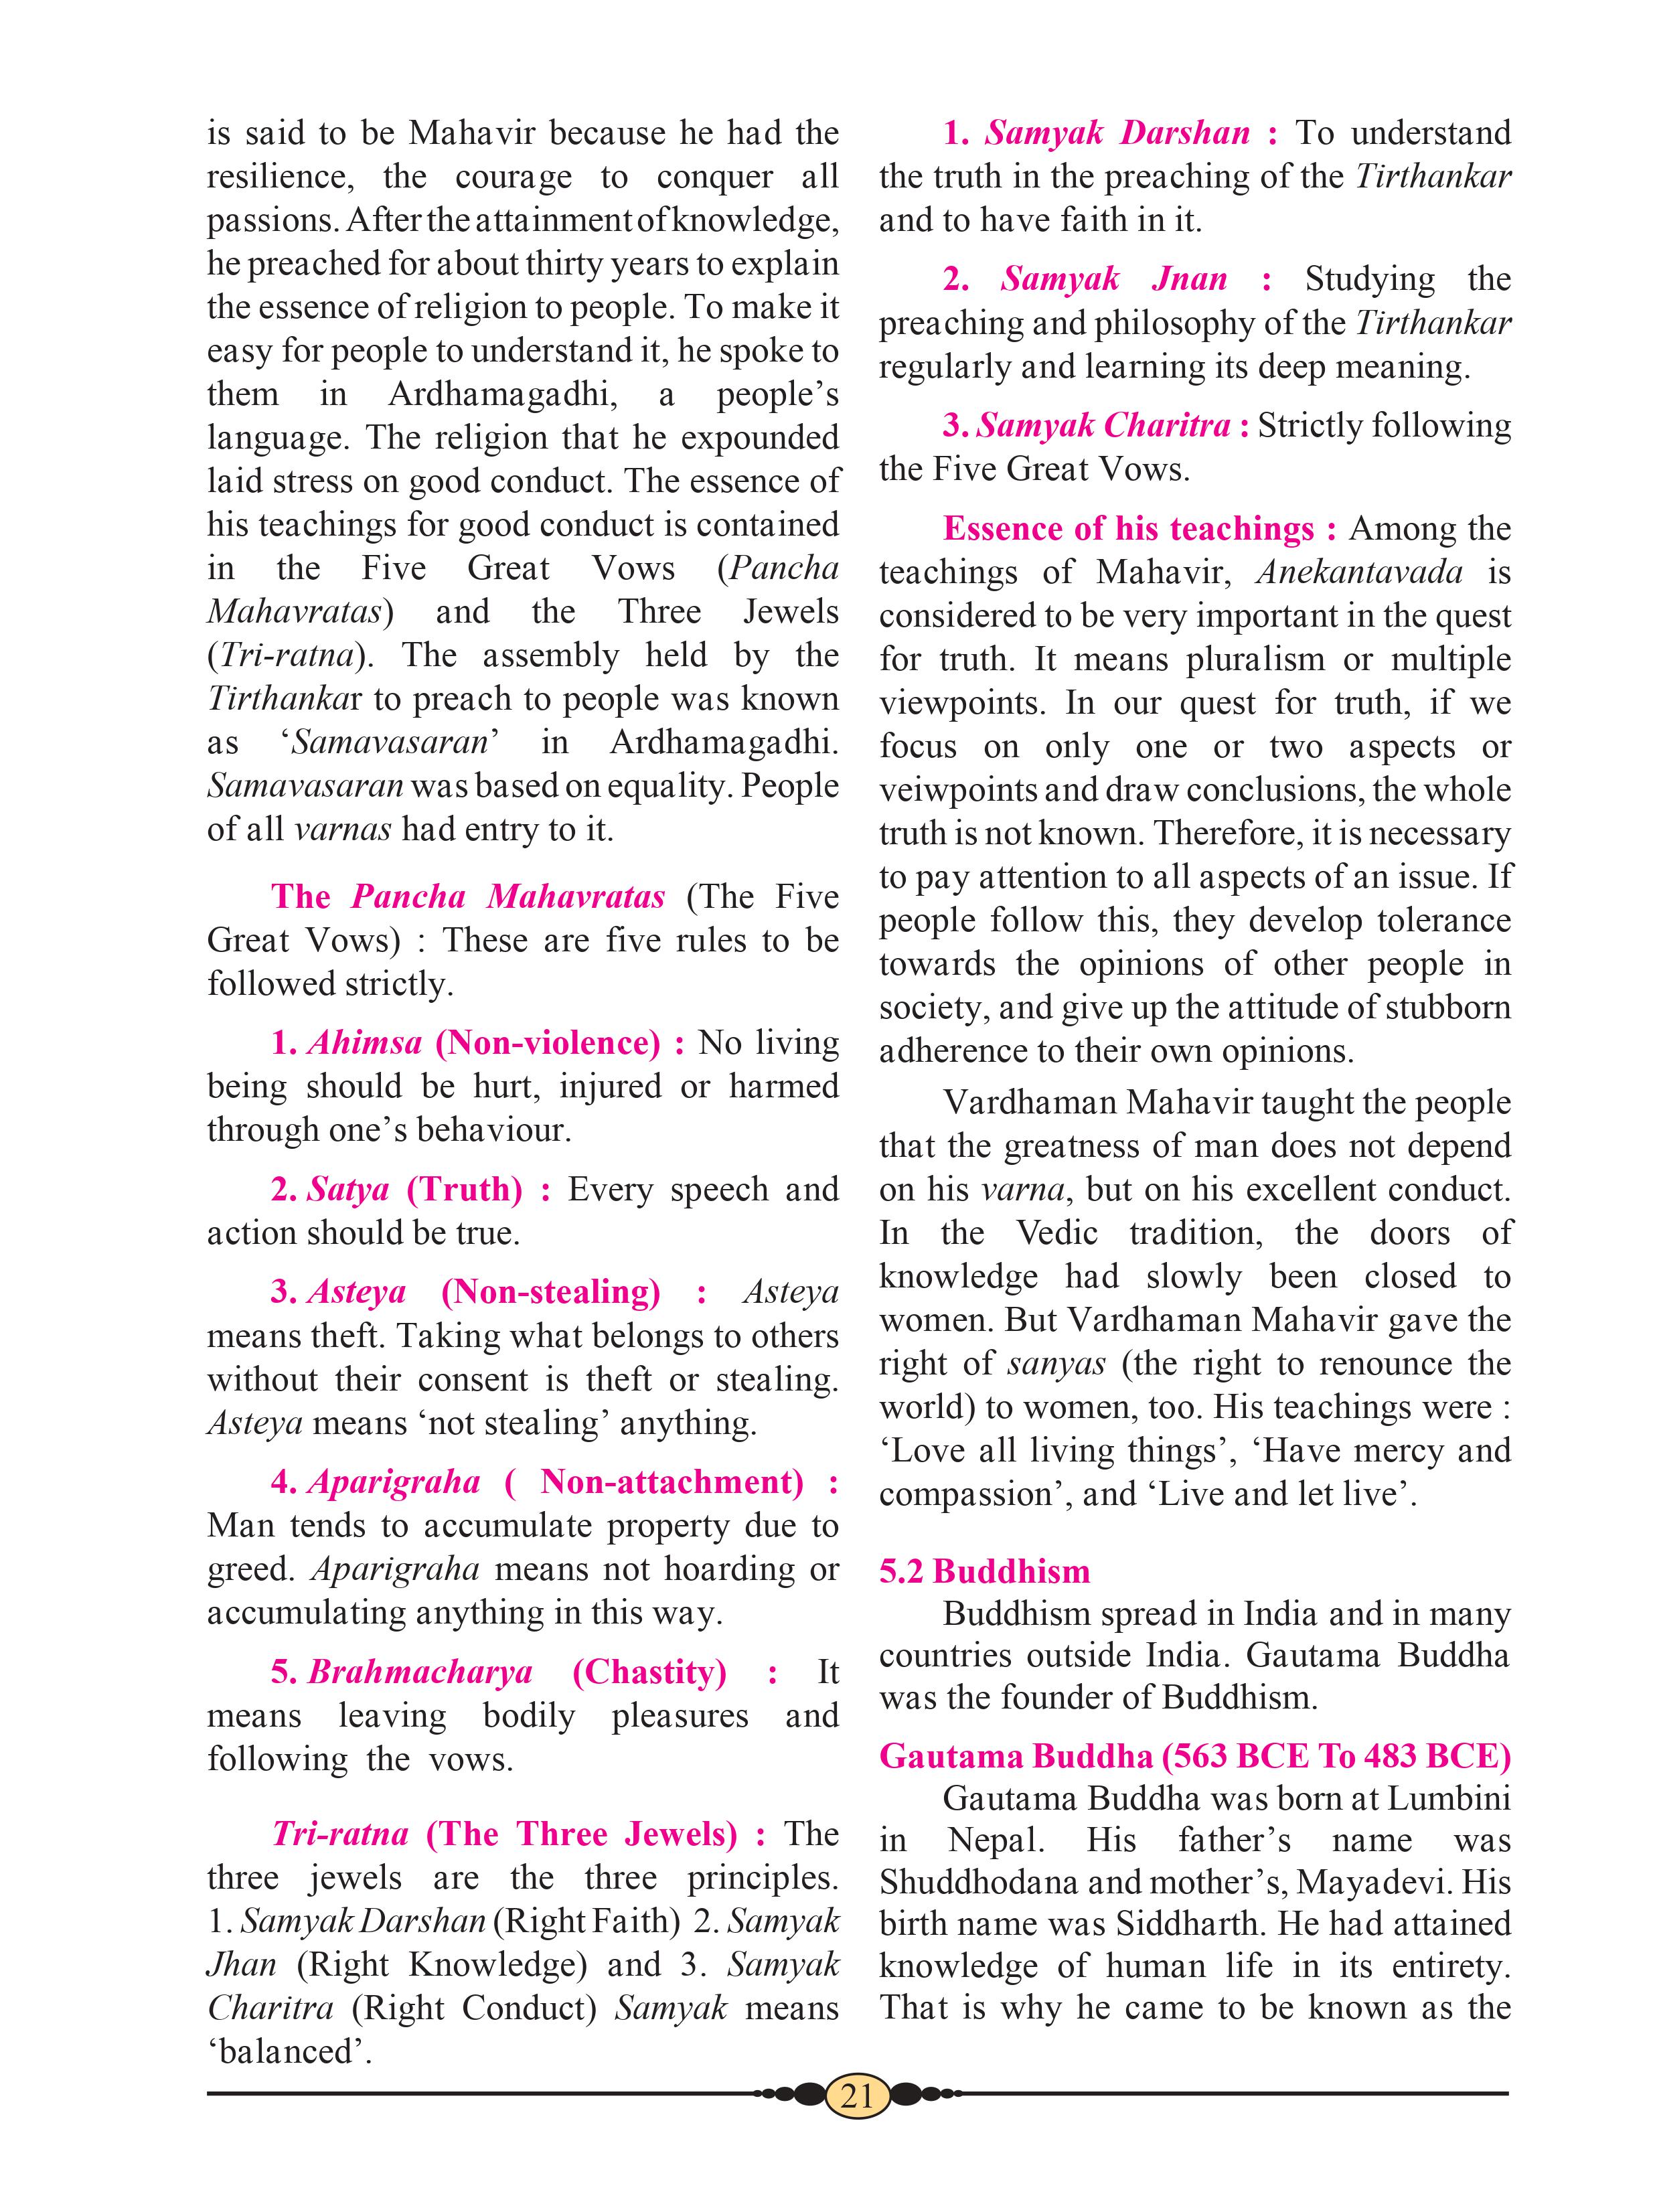 is said to be Mahavir because he had the
resilience, the courage to conquer all
passions. After the attainment of knowledge,
he preached for about thirty years to explain
the essence of religion to people. To make it
easy for people to understand it, he spoke to
them in Ardhamagadhi, a people’s
language. The religion that he expounded
laid stress on good conduct. The essence of
his teachings for good conduct is contained
in the Five Great Vows (Pancha
Mahavratas) and the Three Jewels
(Tri-ratna). The assembly held by the
Tirthankar to preach to people was known
as ‘Samavasaran’ in Ardhamagadhi.
Samavasaran was based on equality. People
of all varnas had entry to it.
The Pancha Mahavratas (The Five
Great Vows) : These are five rules to be
followed strictly.
1. Ahimsa (Non-violence) : No living
being should be hurt, injured or harmed
through one’s behaviour.
2. Satya (Truth) : Every speech and
action should be true.
3. Asteya (Non-stealing) : Asteya
means theft. Taking what belongs to others
without their consent is theft or stealing.
Asteya means ‘not stealing’ anything.
4. Aparigraha ( Non-attachment) :
Man tends to accumulate property due to
greed. Aparigraha means not hoarding or
accumulating anything in this way.
5. Brahmacharya (Chastity) : It
means leaving bodily pleasures and
following the vows.
Tri-ratna (The Three Jewels) : The
three jewels are the three principles.
1. Samyak Darshan (Right Faith) 2. Samyak
Jhan (Right Knowledge) and 3. Samyak
Charitra (Right Conduct) Samyak means
‘balanced’.
1. Samyak Darshan : To understand
the truth in the preaching of the Tirthankar
and to have faith in it.
2. Samyak Jnan : Studying the
preaching and philosophy of the Tirthankar
regularly and learning its deep meaning.
3. Samyak Charitra : Strictly following
the Five Great Vows.
Essence of his teachings : Among the
teachings of Mahavir, Anekantavada is
considered to be very important in the quest
for truth. It means pluralism or multiple
viewpoints. In our quest for truth, if we
focus on only one or two aspects or
veiwpoints and draw conclusions, the whole
truth is not known. Therefore, it is necessary
to pay attention to all aspects of an issue. If
people follow this, they develop tolerance
towards the opinions of other people in
society, and give up the attitude of stubborn
adherence to their own opinions.
Vardhaman Mahavir taught the people
that the greatness of man does not depend
on his varna, but on his excellent conduct.
In the Vedic tradition, the doors of
knowledge had slowly been closed to
women. But Vardhaman Mahavir gave the
right of sanyas (the right to renounce the
world) to women, too. His teachings were :
‘Love all living things’, ‘Have mercy and
compassion’, and ‘Live and let live’.
5.2 Buddhism
Buddhism spread in India and in many
countries outside India. Gautama Buddha
was the founder of Buddhism.
Gautama Buddha (563 BCE To 483 BCE)
Gautama Buddha was born at Lumbini
in Nepal. His father’s name was
Shuddhodana and mother’s, Mayadevi. His
birth name was Siddharth. He had attained
knowledge of human life in its entirety.
That is why he came to be known as the
21